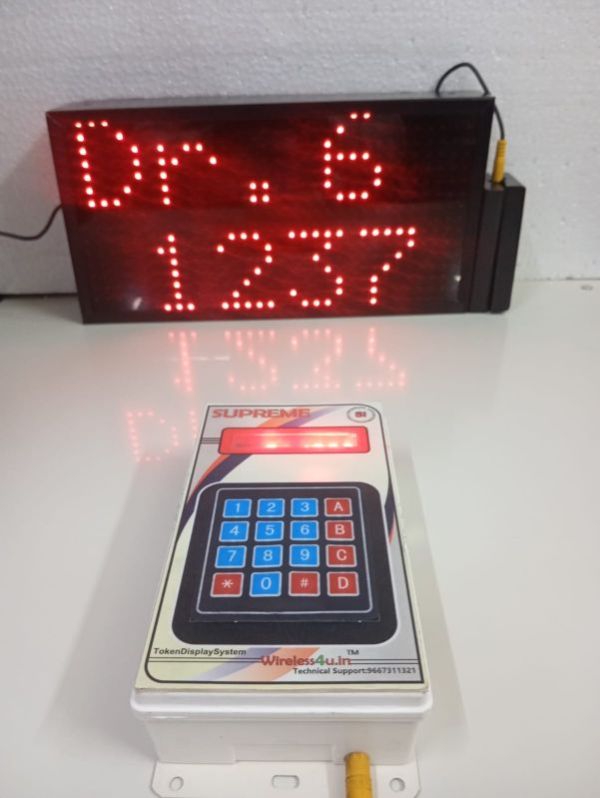 Dr. 6
1237
SUPREME SI
1 2 3 A
4 5 6 B
7 8 9 C
* 0 # D
TokenDisplaySystem TM
Wireless4u.in
Technical Support:9667311321